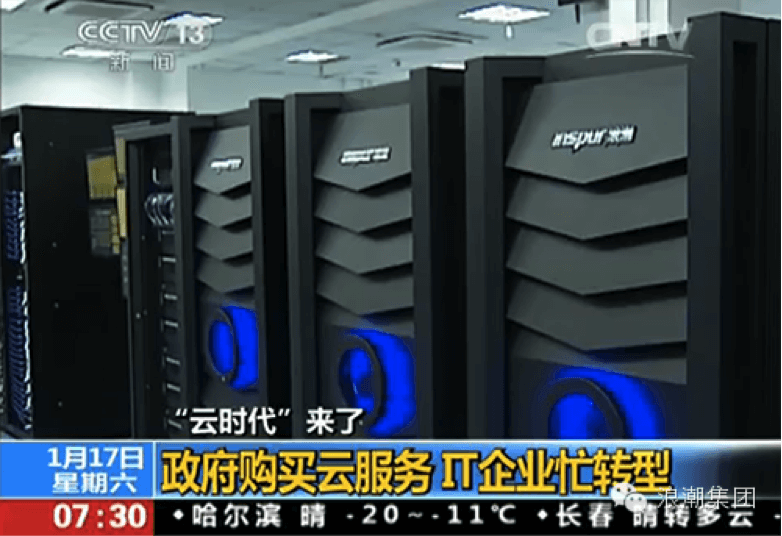 CCTV 13
新闻
CNTV
inspur
inspur 浪潮
inspur 浪潮
“云时代”来了
1月17日
星期六
政府购买云服务 IT企业忙转型
浪潮集团
07:30
•哈尔滨 晴 -20~-11℃ •长春 晴转多云 -